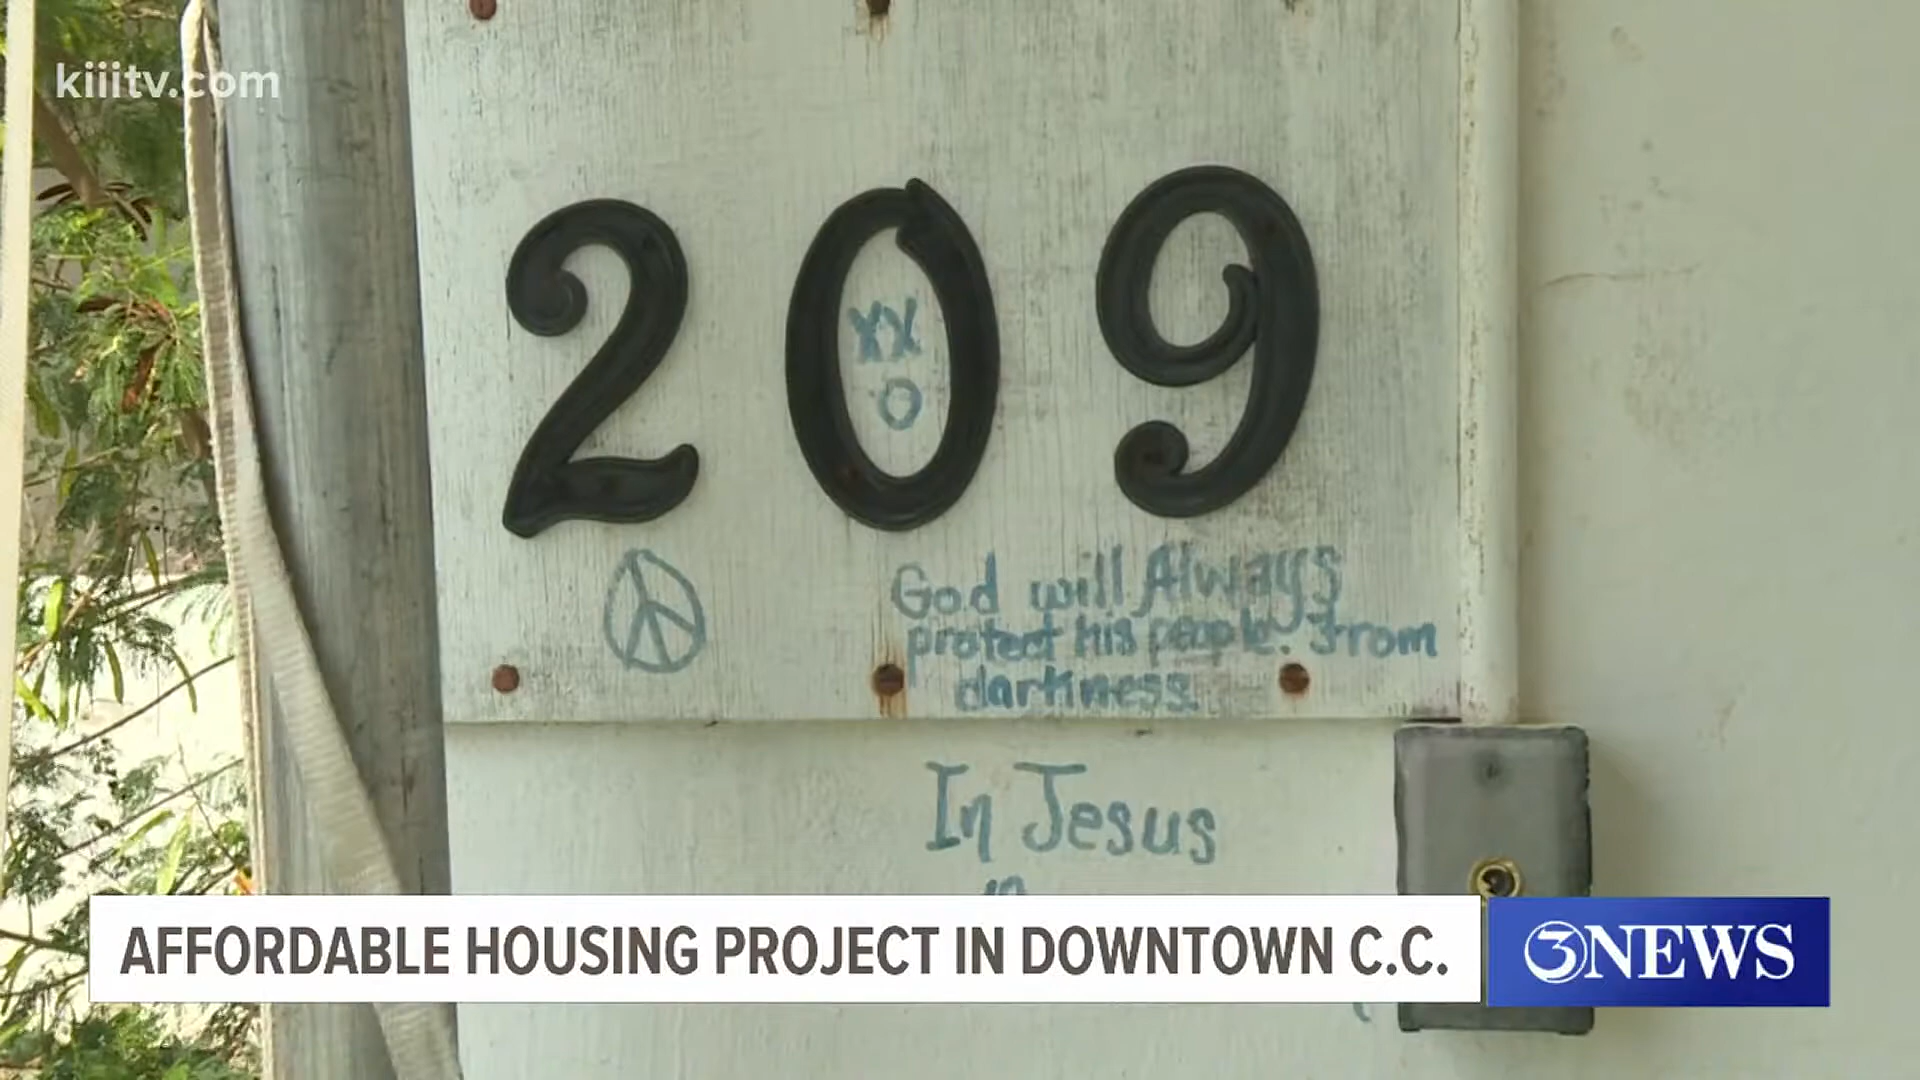 kiiitv.com
209
XX
O
God will Always
protect his people. From
darkness.
In Jesus
AFFORDABLE HOUSING PROJECT IN DOWNTOWN C.C.
3NEWS